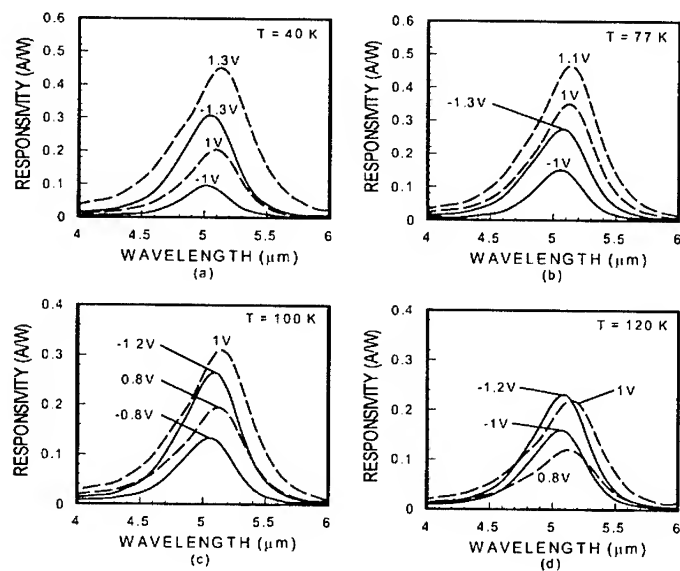 0.6
0.5
0.4
0.3
0.2
0.1
0
RESPONSIVITY (A/W)
T = 40 K
1.3V
-1.3V
1V
-1V
4
4.5
5
5.5
6
WAVELENGTH (µm)
(a)
0.6
0.5
0.4
0.3
0.2
0.1
0
RESPONSIVITY (A/W)
T = 77 K
1.1V
1V
-1.3V
-1V
4
4.5
5
5.5
6
WAVELENGTH (µm)
(b)
0.4
0.3
0.2
0.1
0
RESPONSIVITY (A/W)
T = 100 K
1V
-1.2V
0.8V
-0.8V
4
4.5
5
5.5
6
WAVELENGTH (µm)
(c)
0.4
0.3
0.2
0.1
0
RESPONSIVITY (A/W)
T = 120 K
-1.2V
1V
-1V
0.8V
4
4.5
5
5.5
6
WAVELENGTH (µm)
(d)